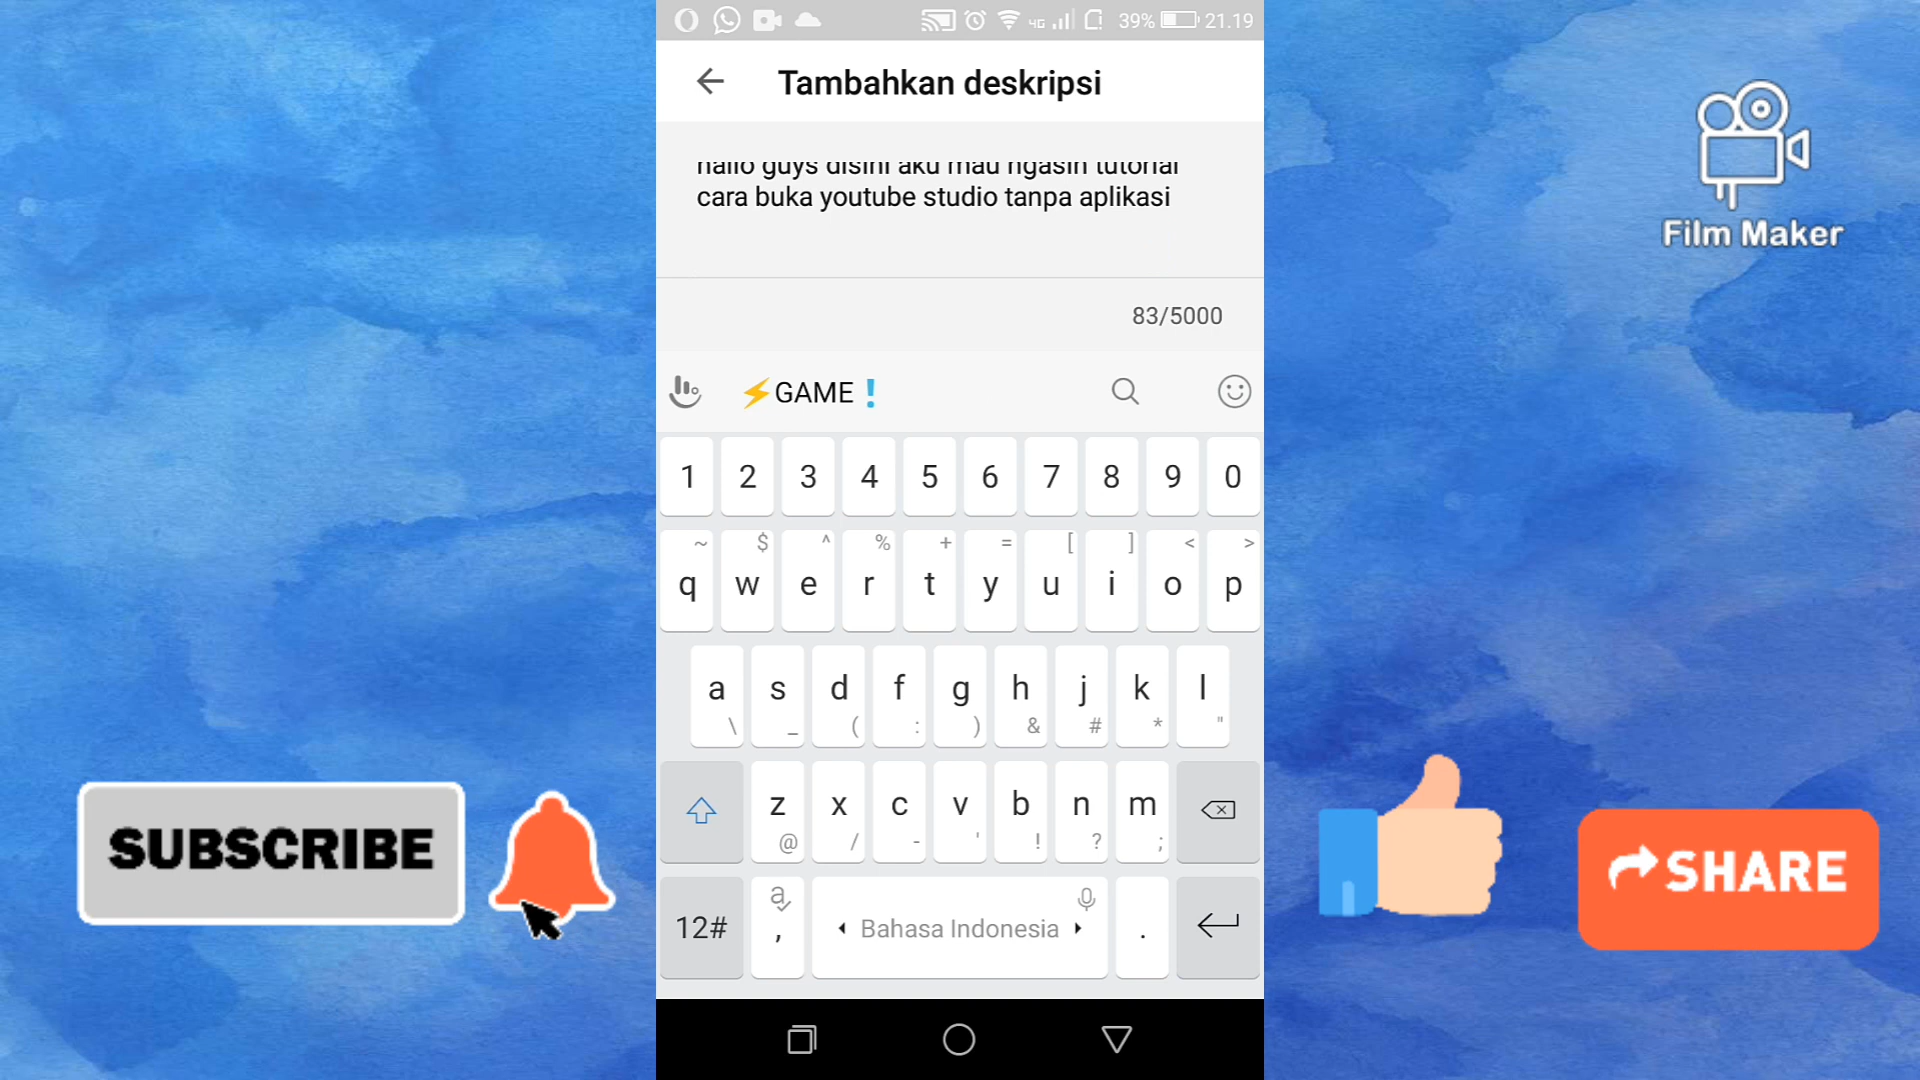 39% 21.19
Tambahkan deskripsi
hallo guys disini aku mau ngasih tutorial
cara buka youtube studio tanpa aplikasi
83/5000
⚡GAME❗
1 2 3 4 5 6 7 8 9 0
~ $ ^ % + = [ ] < >
q w e r t y u i o p
a s d f g h j k l
\ _ ( : ) & # * "
z x c v b n m
@ / - ' ! ? ;
12# , Bahasa Indonesia .
Film Maker
SUBSCRIBE
SHARE